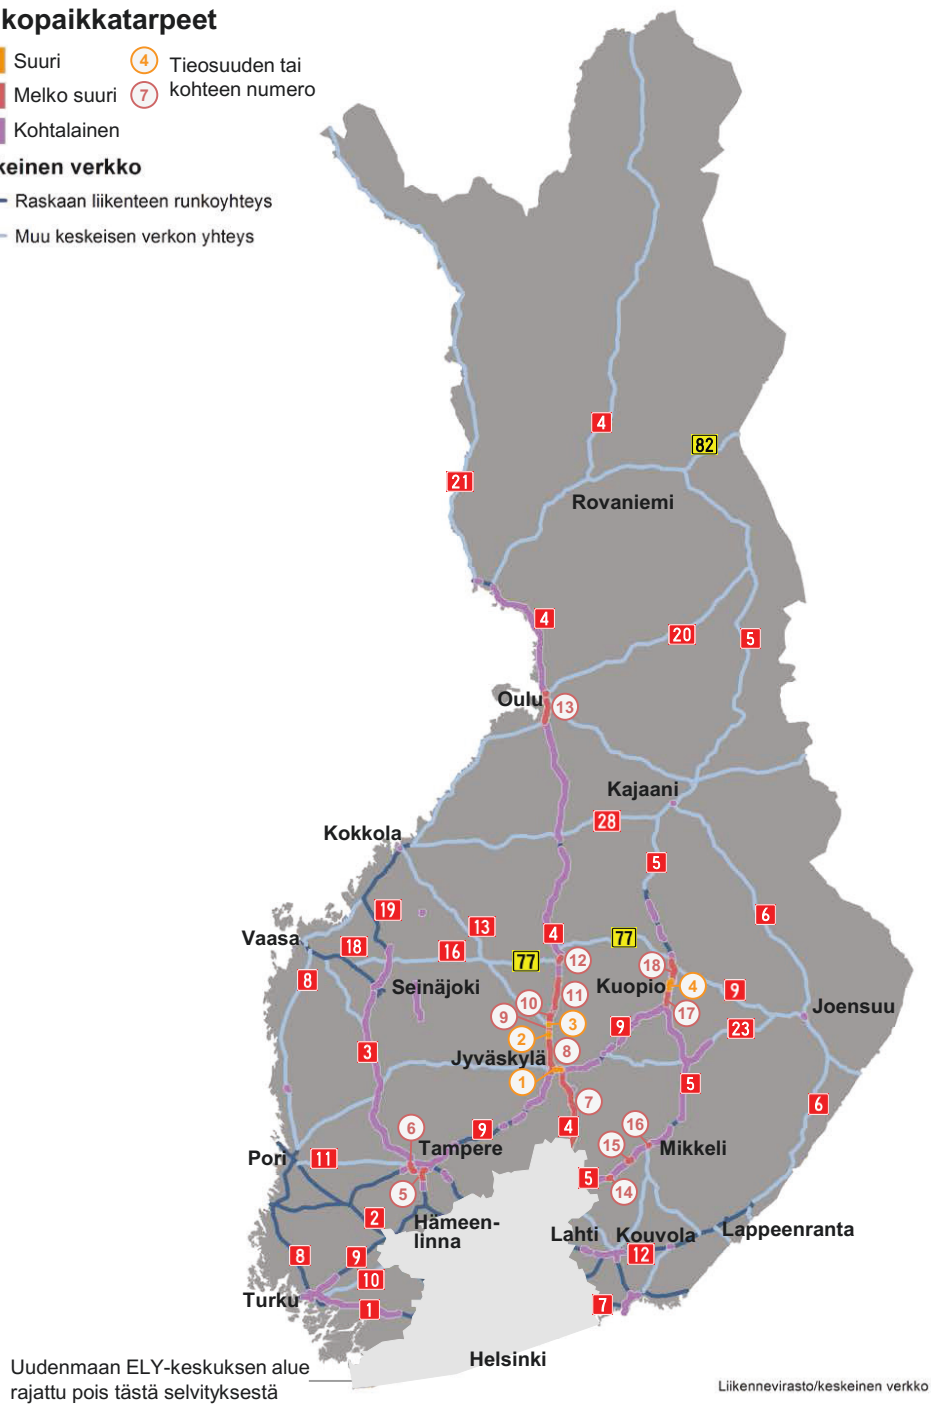 kopaikkatarpeet
Suuri
4
Tieosuuden tai
kohteen numero
Melko suuri
7
Kohtalainen
keinen verkko
Raskaan liikenteen runkoyhteys
Muu keskeisen verkon yhteys
4
82
21
Rovaniemi
4
20
5
Oulu
13
Kajaani
28
Kokkola
5
19
6
13
4
77
Vaasa
18
16
77
12
18
8
Seinäjoki
Kuopio
4
9
11
10
Joensuu
9
3
17
9
23
2
3
Jyväskylä
8
1
5
7
6
6
9
4
16
Tampere
15
Mikkeli
Pori
11
5
5
14
2
Hämeen-
linna
Lahti
Kouvola
Lappeenranta
8
9
12
10
Turku
1
7
Helsinki
Uudenmaan ELY-keskuksen alue
rajattu pois tästä selvityksestä
Liikennevirasto/keskeinen verkko